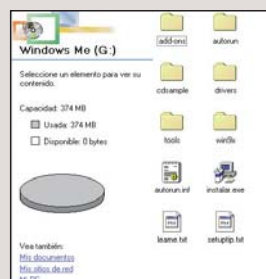 Windows Me (G:)
Seleccione un elemento para ver su
contenido.
Capacidad: 374 MB
Usada: 374 MB
Disponible: 0 bytes
Vea también:
Mis documentos
Mis sitios de red
Mi PC
add-ons
autorun
cdsample
drivers
tools
win9x
autorun.inf
instalar.exe
leame.txt
setuptip.txt